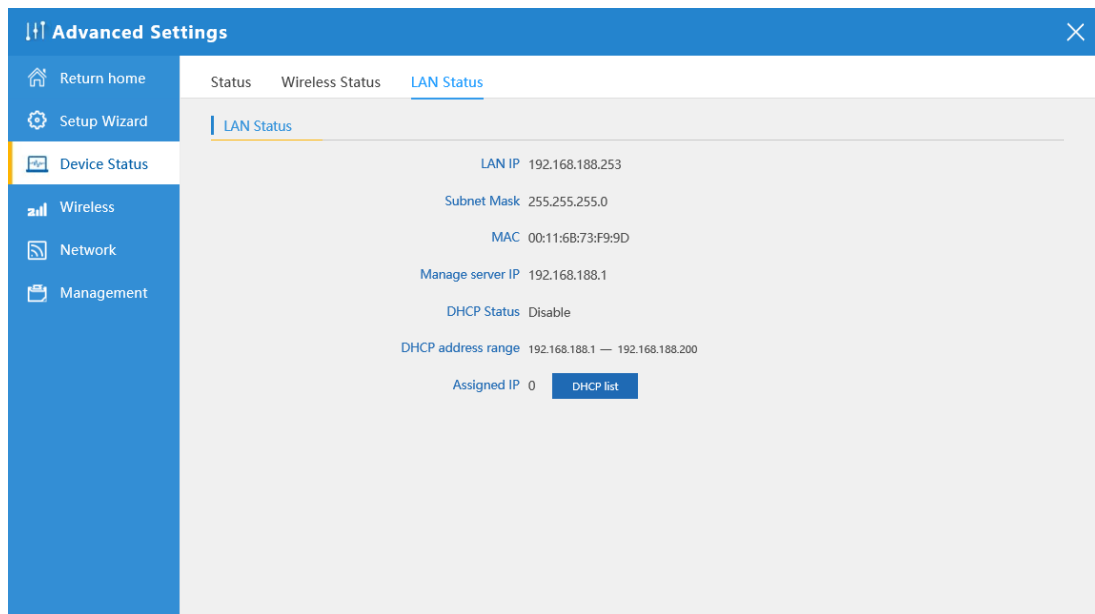 Advanced Settings
Return home
Setup Wizard
Device Status
Wireless
Network
Management
Status Wireless Status LAN Status
LAN Status
LAN IP 192.168.188.253
Subnet Mask 255.255.255.0
MAC 00:11:6B:73:F9:9D
Manage server IP 192.168.188.1
DHCP Status Disable
DHCP address range 192.168.188.1 — 192.168.188.200
Assigned IP 0 DHCP list